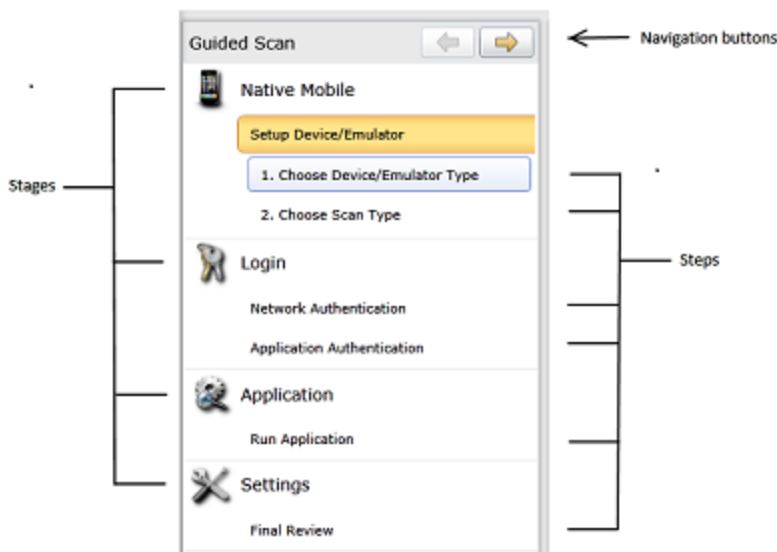 Guided Scan
Navigation buttons
Native Mobile
Setup Device/Emulator
1. Choose Device/Emulator Type
Stages
2. Choose Scan Type
Login
Steps
Network Authentication
Application Authentication
Application
Run Application
Settings
Final Review